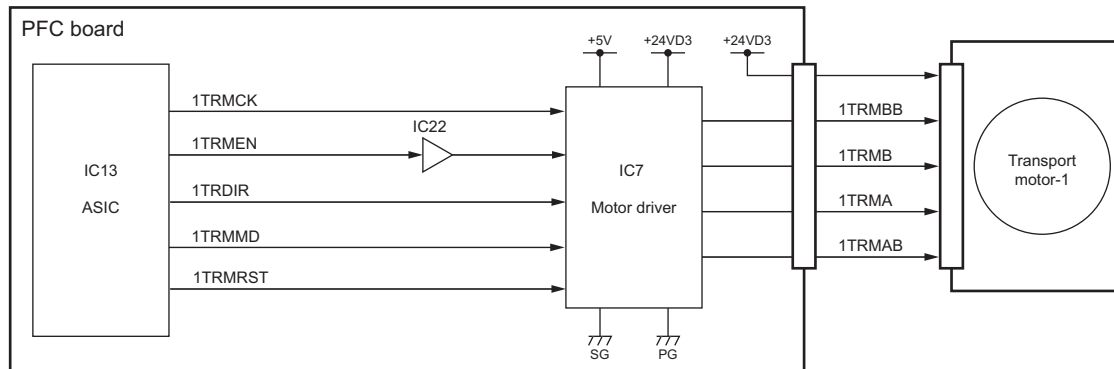 PFC board
+5V
+24VD3
+24VD3
1TRMCK
1TRMBB
IC22
1TRMEN
1TRMB
IC13
ASIC
IC7
Motor driver
Transport
motor-1
1TRDIR
1TRMA
1TRMMD
1TRMAB
1TRMRST
SG
PG